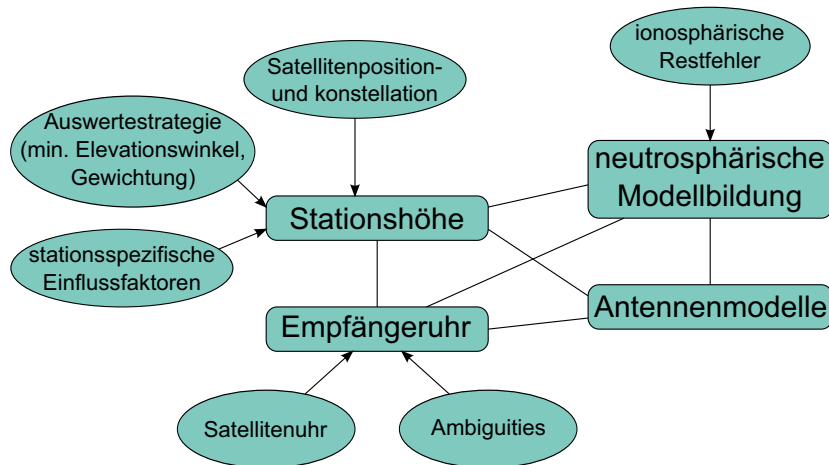 ionosphärische
Restfehler
Satellitenposition-
und konstellation
Auswertestrategie
(min. Elevationswinkel,
Gewichtung)
neutrosphärische
Modellbildung
Stationshöhe
stationsspezifische
Einflussfaktoren
Antennenmodelle
Empfängeruhr
Satellitenuhr
Ambiguities